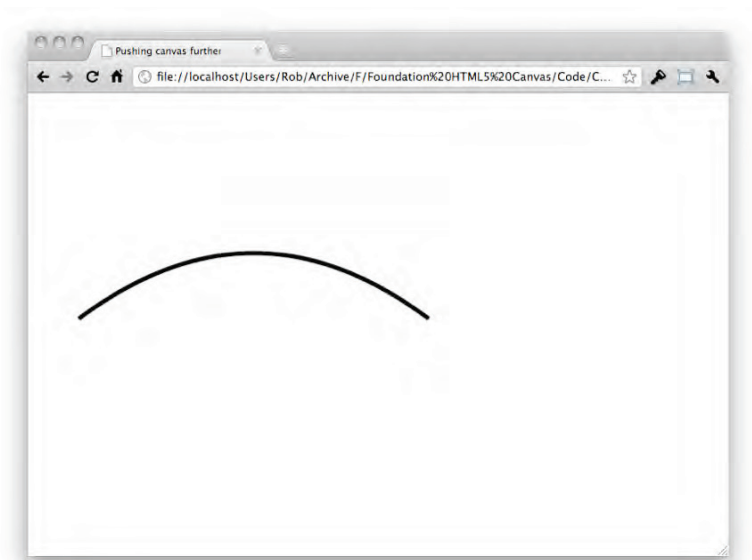 Pushing canvas further
file://localhost/Users/Rob/Archive/F/Foundation%20HTML5%20Canvas/Code/C...